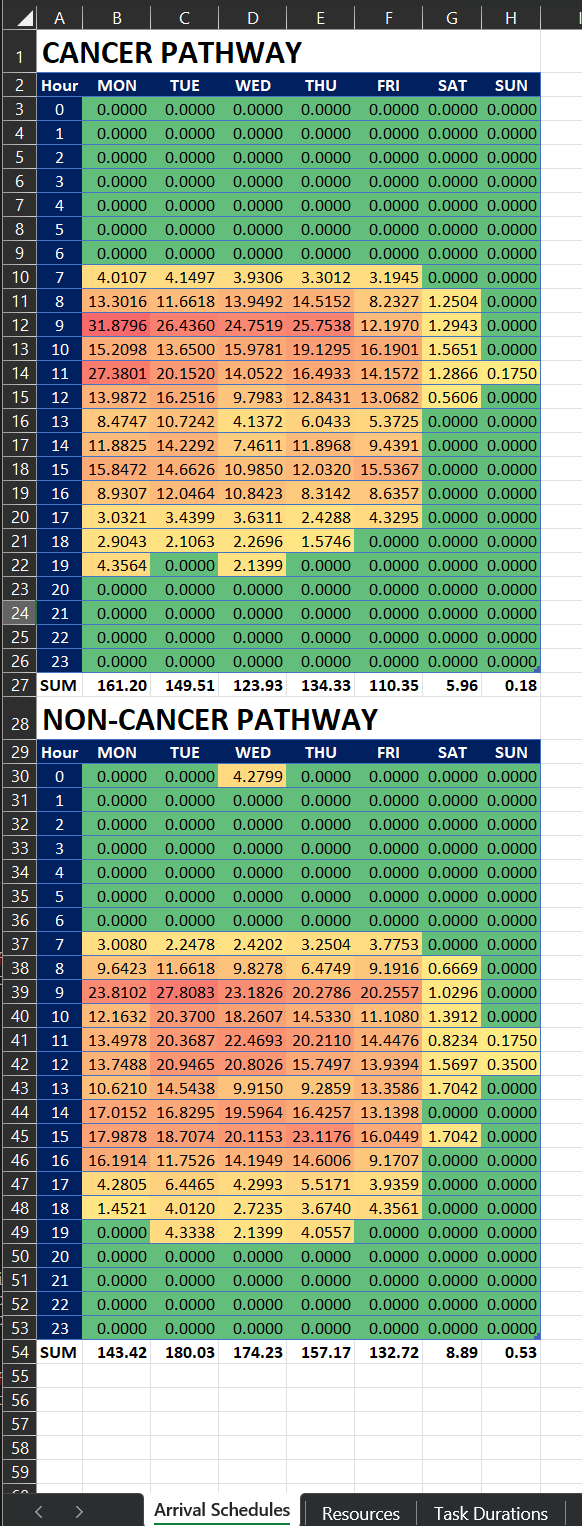 A B C D E F G H
1 CANCER PATHWAY
2 Hour MON TUE WED THU FRI SAT SUN
3 0 0.0000 0.0000 0.0000 0.0000 0.0000 0.0000 0.0000
4 1 0.0000 0.0000 0.0000 0.0000 0.0000 0.0000 0.0000
5 2 0.0000 0.0000 0.0000 0.0000 0.0000 0.0000 0.0000
6 3 0.0000 0.0000 0.0000 0.0000 0.0000 0.0000 0.0000
7 4 0.0000 0.0000 0.0000 0.0000 0.0000 0.0000 0.0000
8 5 0.0000 0.0000 0.0000 0.0000 0.0000 0.0000 0.0000
9 6 0.0000 0.0000 0.0000 0.0000 0.0000 0.0000 0.0000
10 7 4.0107 4.1497 3.9306 3.3012 3.1945 0.0000 0.0000
11 8 13.3016 11.6618 13.9492 14.5152 8.2327 1.2504 0.0000
12 9 31.8796 26.4360 24.7519 25.7538 12.1970 1.2943 0.0000
13 10 15.2098 13.6500 15.9781 19.1295 16.1901 1.5651 0.0000
14 11 27.3801 20.1520 14.0522 16.4933 14.1572 1.2866 0.1750
15 12 13.9872 16.2516 9.7983 12.8431 13.0682 0.5606 0.0000
16 13 8.4747 10.7242 4.1372 6.0433 5.3725 0.0000 0.0000
17 14 11.8825 14.2292 7.4611 11.8968 9.4391 0.0000 0.0000
18 15 15.8472 14.6626 10.9850 12.0320 15.5367 0.0000 0.0000
19 16 8.9307 12.0464 10.8423 8.3142 8.6357 0.0000 0.0000
20 17 3.0321 3.4399 3.6311 2.4288 4.3295 0.0000 0.0000
21 18 2.9043 2.1063 2.2696 1.5746 0.0000 0.0000 0.0000
22 19 4.3564 0.0000 2.1399 0.0000 0.0000 0.0000 0.0000
23 20 0.0000 0.0000 0.0000 0.0000 0.0000 0.0000 0.0000
24 21 0.0000 0.0000 0.0000 0.0000 0.0000 0.0000 0.0000
25 22 0.0000 0.0000 0.0000 0.0000 0.0000 0.0000 0.0000
26 23 0.0000 0.0000 0.0000 0.0000 0.0000 0.0000 0.0000
27 SUM 161.20 149.51 123.93 134.33 110.35 5.96 0.18
28 NON-CANCER PATHWAY
29 Hour MON TUE WED THU FRI SAT SUN
30 0 0.0000 0.0000 4.2799 0.0000 0.0000 0.0000 0.0000
31 1 0.0000 0.0000 0.0000 0.0000 0.0000 0.0000 0.0000
32 2 0.0000 0.0000 0.0000 0.0000 0.0000 0.0000 0.0000
33 3 0.0000 0.0000 0.0000 0.0000 0.0000 0.0000 0.0000
34 4 0.0000 0.0000 0.0000 0.0000 0.0000 0.0000 0.0000
35 5 0.0000 0.0000 0.0000 0.0000 0.0000 0.0000 0.0000
36 6 0.0000 0.0000 0.0000 0.0000 0.0000 0.0000 0.0000
37 7 3.0080 2.2478 2.4202 3.2504 3.7753 0.0000 0.0000
38 8 9.6423 11.6618 9.8278 6.4749 9.1916 0.6669 0.0000
39 9 23.8102 27.8083 23.1826 20.2786 20.2557 1.0296 0.0000
40 10 12.1632 20.3700 18.2607 14.5330 11.1080 1.3912 0.0000
41 11 13.4978 20.3687 22.4693 20.2110 14.4476 0.8234 0.1750
42 12 13.7488 20.9465 20.8026 15.7497 13.9394 1.5697 0.3500
43 13 10.6210 14.5438 9.9150 9.2859 13.3586 1.7042 0.0000
44 14 17.0152 16.8295 19.5964 16.4257 13.1398 0.0000 0.0000
45 15 17.9878 18.7074 20.1153 23.1176 16.0449 1.7042 0.0000
46 16 16.1914 11.7526 14.1949 14.6006 9.1707 0.0000 0.0000
47 17 4.2805 6.4465 4.2993 5.5171 3.9359 0.0000 0.0000
48 18 1.4521 4.0120 2.7235 3.6740 4.3561 0.0000 0.0000
49 19 0.0000 4.3338 2.1399 4.0557 0.0000 0.0000 0.0000
50 20 0.0000 0.0000 0.0000 0.0000 0.0000 0.0000 0.0000
51 21 0.0000 0.0000 0.0000 0.0000 0.0000 0.0000 0.0000
52 22 0.0000 0.0000 0.0000 0.0000 0.0000 0.0000 0.0000
53 23 0.0000 0.0000 0.0000 0.0000 0.0000 0.0000 0.0000
54 SUM 143.42 180.03 174.23 157.17 132.72 8.89 0.53
55
56
57
58
59
Arrival Schedules Resources Task Durations